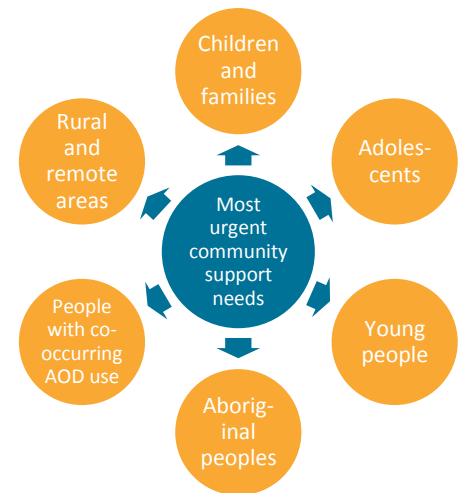 Children
and
families
Rural
and
remote
areas
Adoles-
cents
Most
urgent
community
support
needs
People
with co-
occurring
AOD use
Young
people
Aborig-
inal
peoples